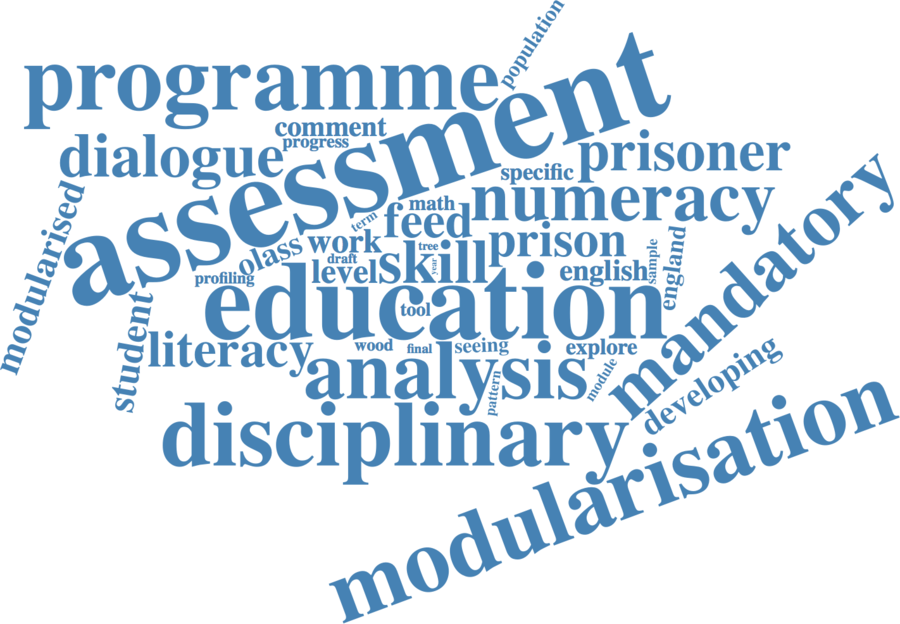 population
programme
assessment
comment
progress
dialogue
prisoner
specific
numeracy
mandatory
modularised
math
term
feed
olass
work
tree
skill
prison
draft
year
english
sample
england
profiling
level
education
tool
student
literacy
wood
final
seeing
explore
analysis
pattern
module
developing
disciplinary
modularisation